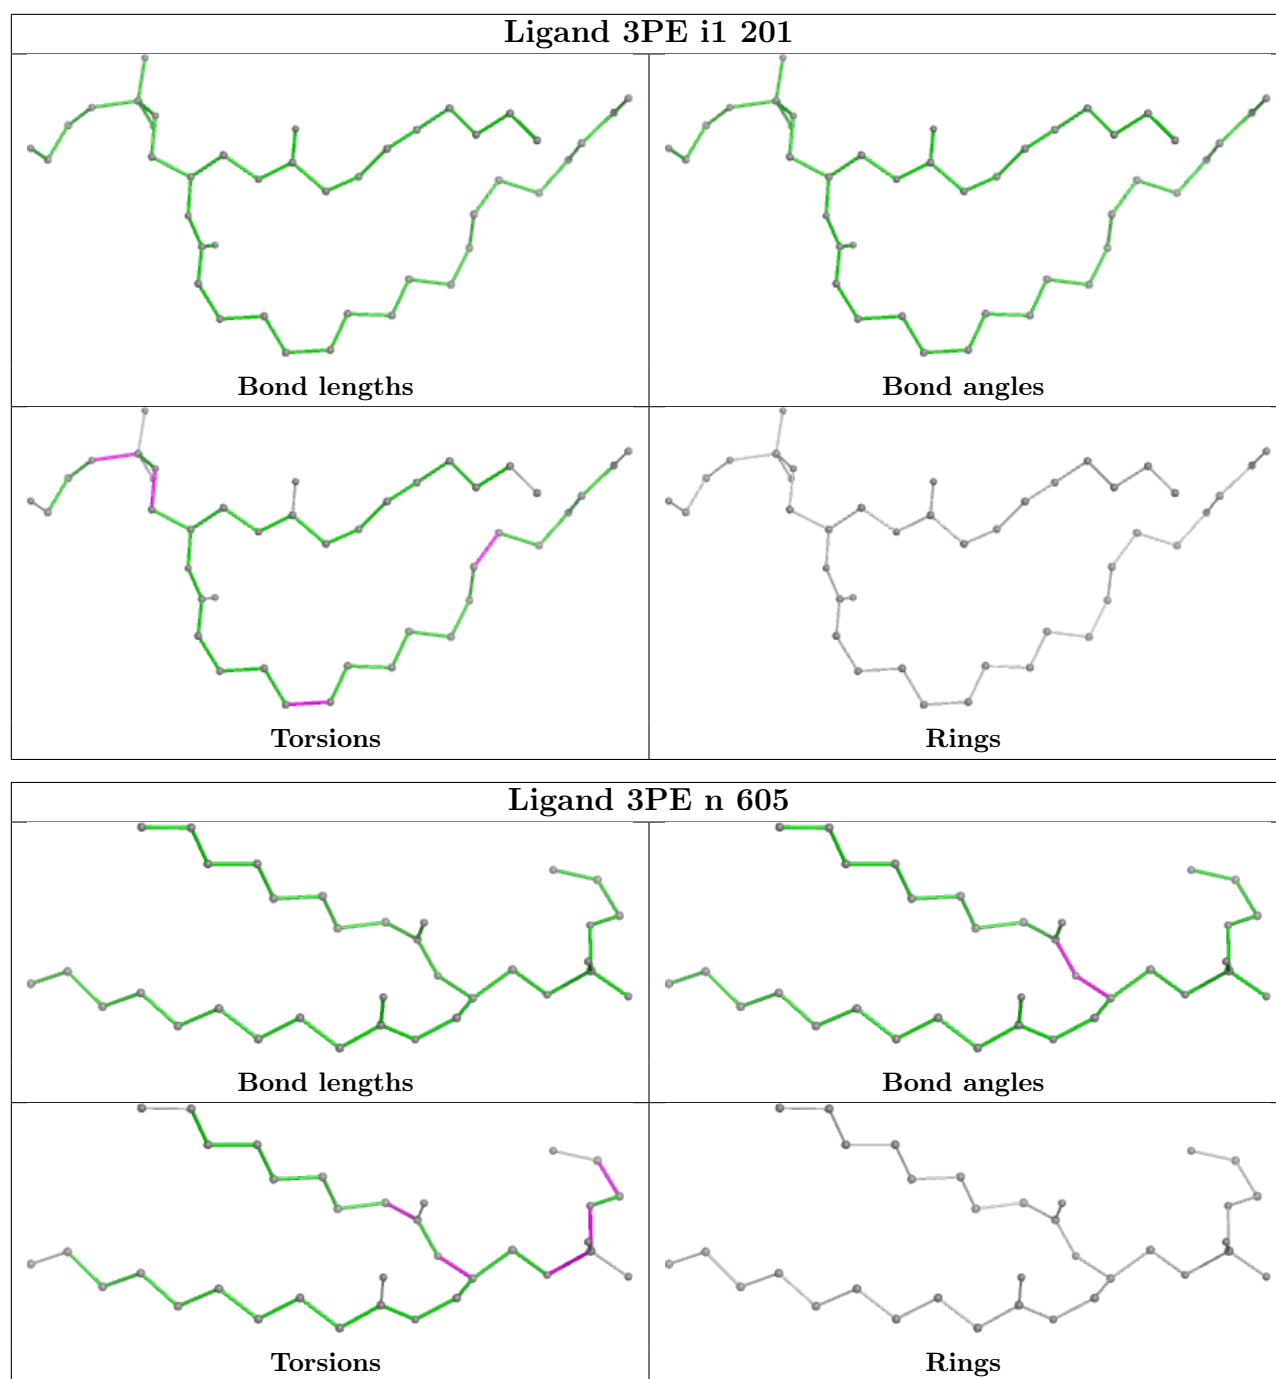 Ligand 3PE i1 201
Bond lengths
Bond angles
Torsions
Rings
Ligand 3PE n 605
Bond lengths
Bond angles
Torsions
Rings